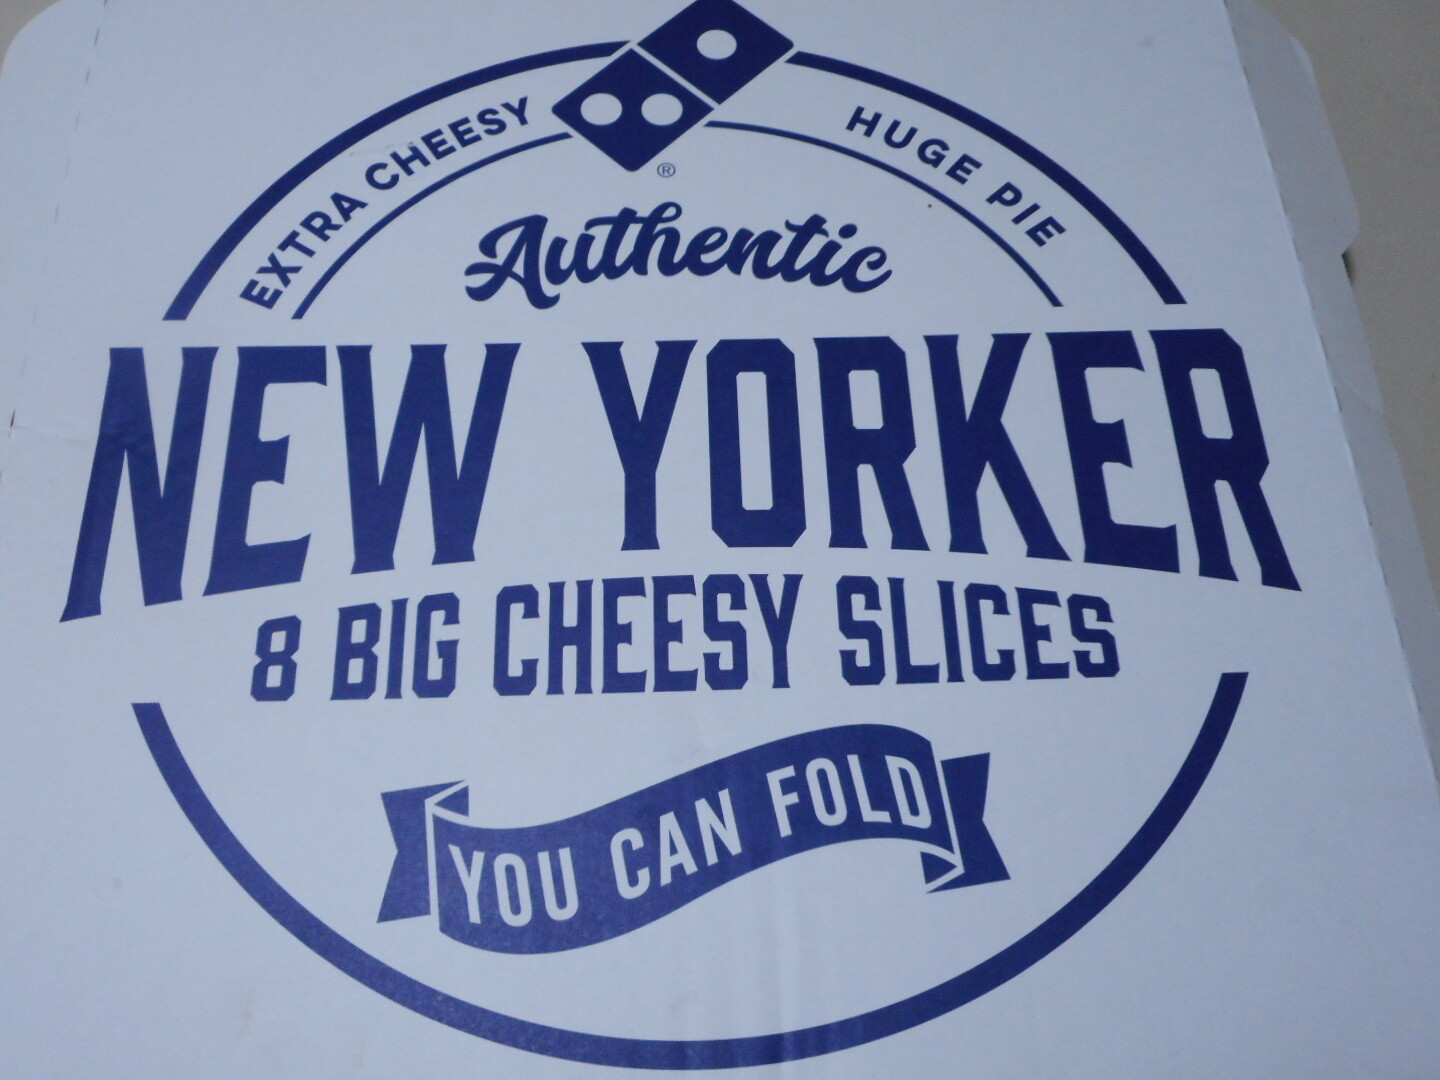 EXTRA CHEESY
HUGE PIE
®
Authentic
NEW YORKER
8 BIG CHEESY SLICES
YOU CAN FOLD